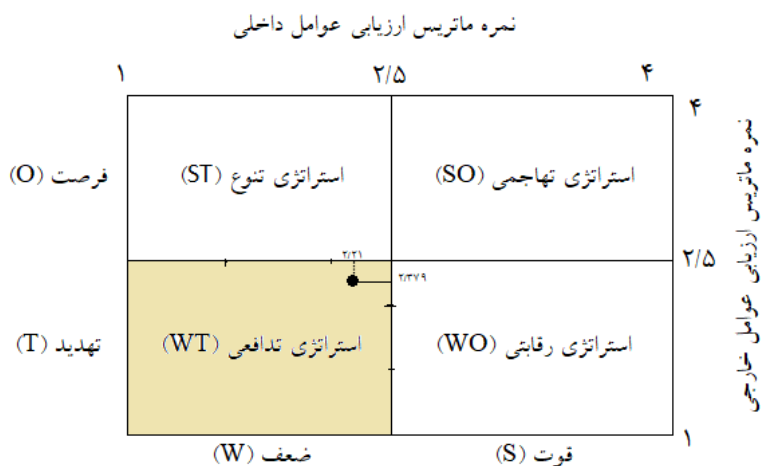 نمره ماتریس ارزیابی عوامل داخلی
۱
۲/۵
۴
۴
فرصت (O)
استراتژی تنوع (ST)
استراتژی تهاجمی (SO)
نمره ماتریس ارزیابی عوامل خارجی
۲/۵
۲/۲۱
۲/۳۷۹
تهدید (T)
استراتژی تدافعی (WT)
استراتژی رقابتی (WO)
۱
ضعف (W)
قوت (S)